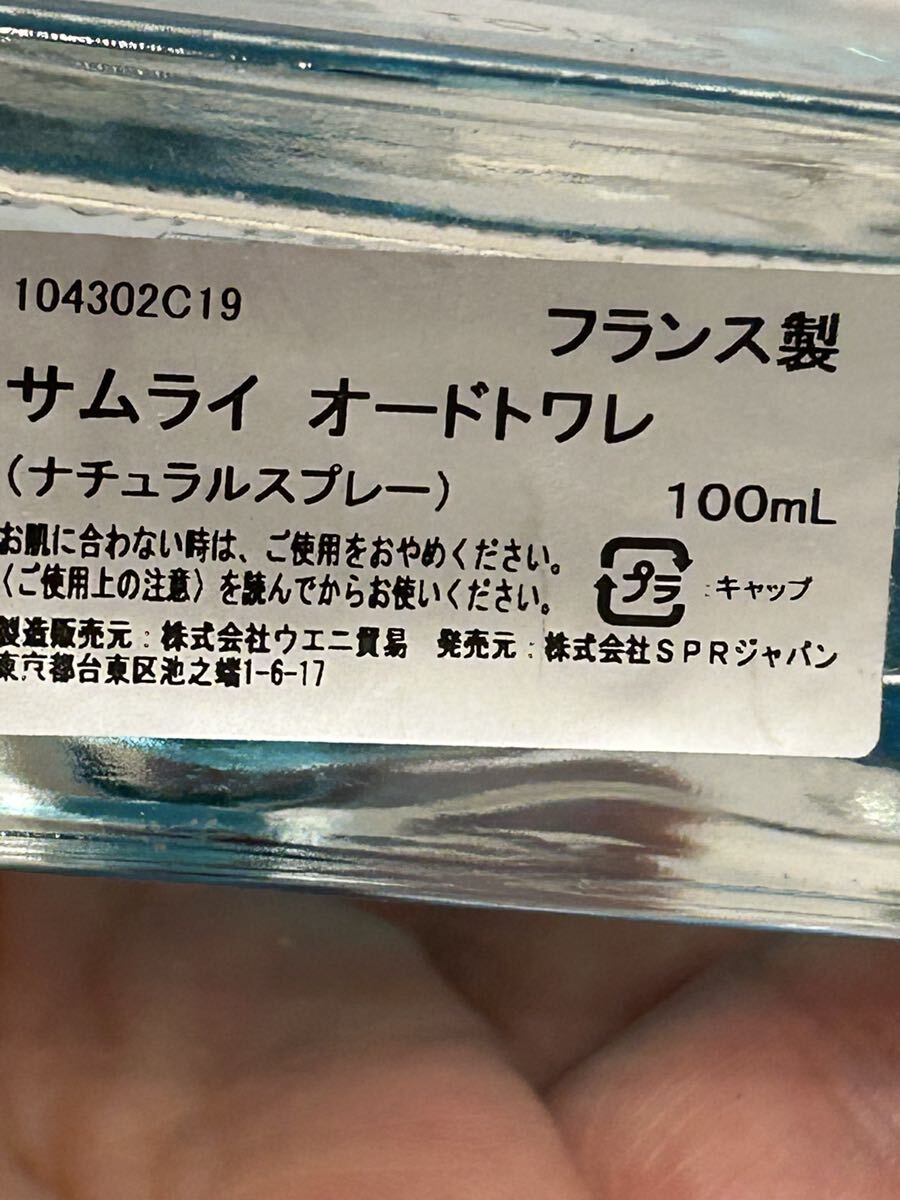 104302C19
フランス製
サムライ オードトワレ
(ナチュラルスプレー)
100mL
お肌に合わない時は、ご使用をおやめください。
〈ご使用上の注意〉を読んでからお使いください。
プラ :キャップ
製造販売元:株式会社ウエニ貿易 発売元:株式会社SPRジャパン
東京都台東区池之端1-6-17